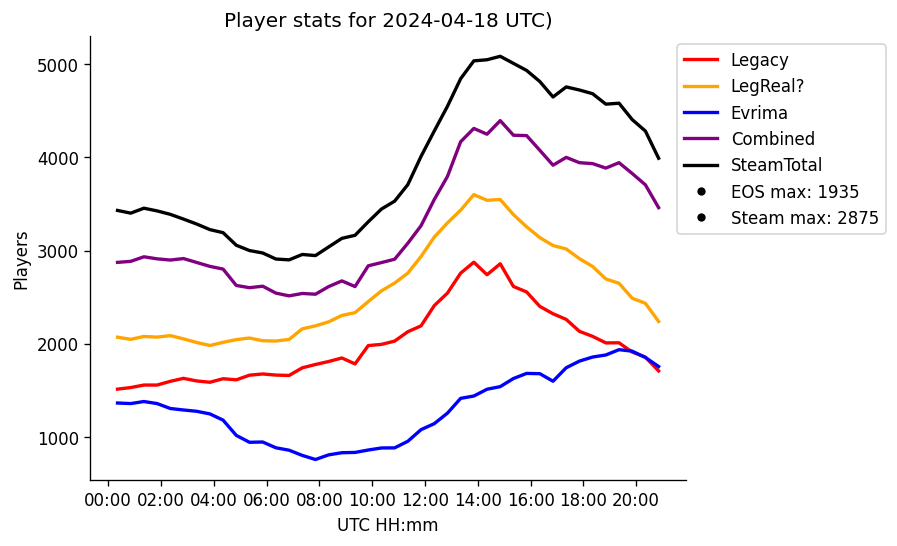 Player stats for 2024-04-18 UTC)
Legacy
LegReal?
Evrima
Combined
SteamTotal
EOS max: 1935
Steam max: 2875
Players
5000
4000
3000
2000
1000
00:00 02:00 04:00 06:00 08:00 10:00 12:00 14:00 16:00 18:00 20:00
UTC HH:mm